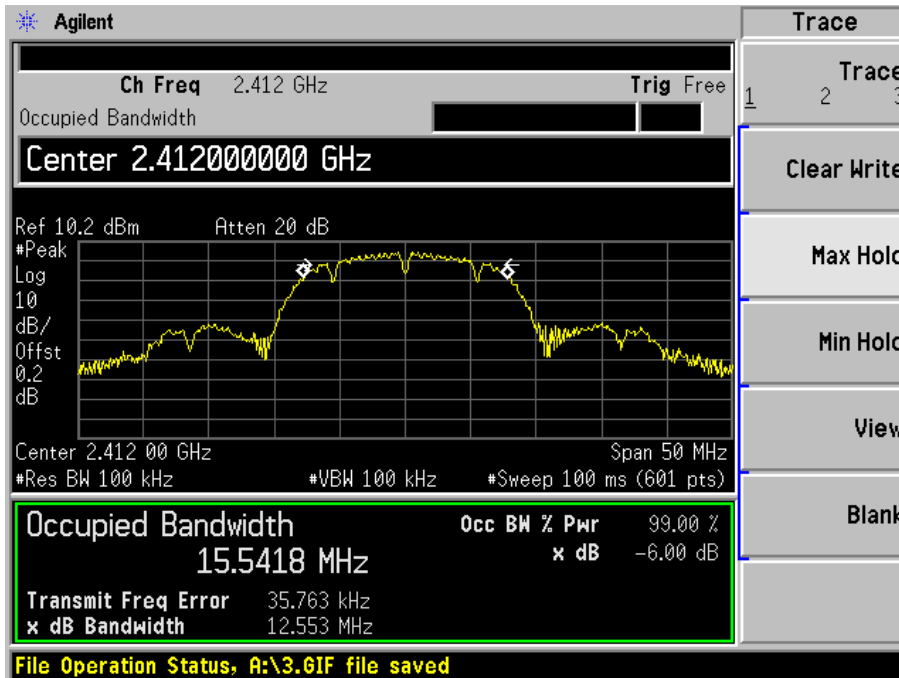 Agilent
Trace
Ch Freq 2.412 GHz Trig Free
Occupied Bandwidth
Center 2.412000000 GHz
Ref 10.2 dBm Atten 20 dB
#Peak
Log
10
dB/
Offst
0.2
dB
Center 2.412 00 GHz Span 50 MHz
#Res BW 100 kHz #VBW 100 kHz #Sweep 100 ms (601 pts)
Occupied Bandwidth
15.5418 MHz
Occ BW % Pwr 99.00 %
x dB -6.00 dB
Transmit Freq Error 35.763 kHz
x dB Bandwidth 12.553 MHz
File Operation Status, A:\3.GIF file saved
Trace
1 2 3
Clear Write
Max Hold
Min Hold
View
Blank